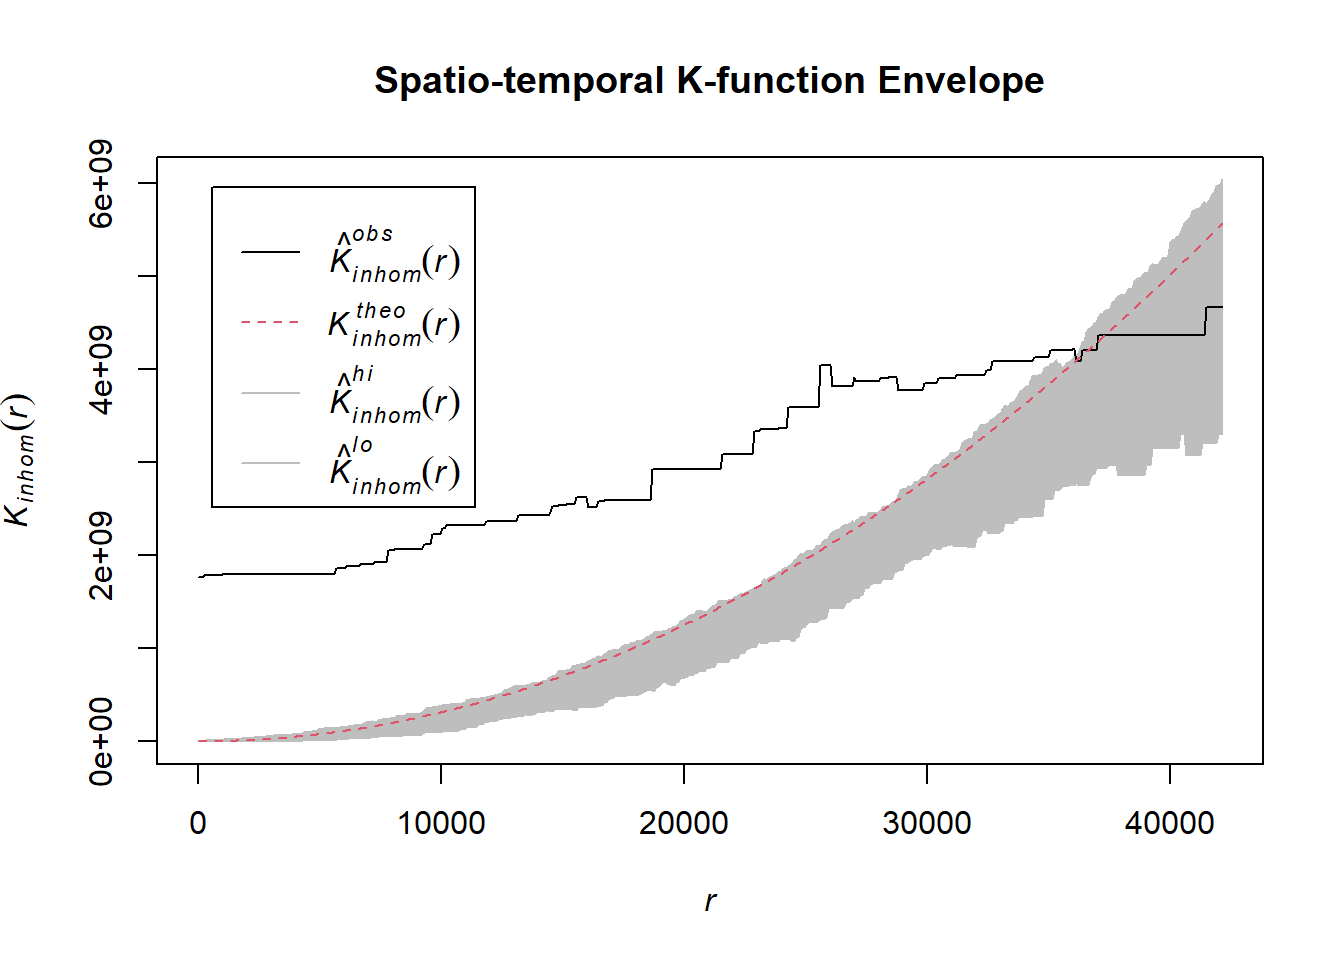 Spatio-temporal K-function Envelope
6e+09
4e+09
2e+09
0e+00
K_inhom(r)
K̂^obs_inhom(r)
K^theo_inhom(r)
K̂^hi_inhom(r)
K̂^lo_inhom(r)
0 10000 20000 30000 40000
r